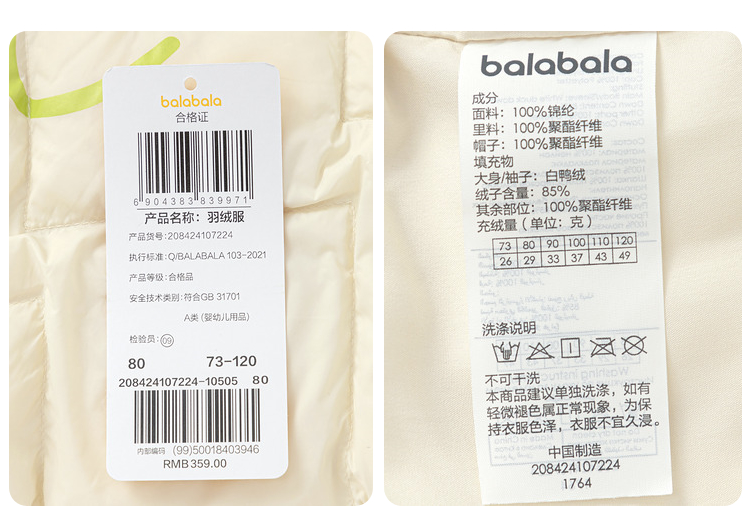 balabala
合格证
6 904383 839971
产品名称：羽绒服
产品货号：208424107224
执行标准：Q/BALABALA 103-2021
产品等级：合格品
安全技术类别：符合GB 31701
A类 (婴幼儿用品)
检验员：09
80 73-120
208424107224-10505 80
内部编码 (99)50018403946
RMB359.00
balabala
成分
面料：100%锦纶
里料：100%聚酯纤维
帽子：100%聚酯纤维
填充物
大身/袖子：白鸭绒
绒子含量：85%
其余部位：100%聚酯纤维
充绒量（单位：克）
73 80 90 100 110 120
26 29 33 37 43 49
洗涤说明
不可干洗
本商品建议单独洗涤，如有
轻微褪色属正常现象，为保
持衣服色泽，衣服不宜久浸。
中国制造
208424107224
1764